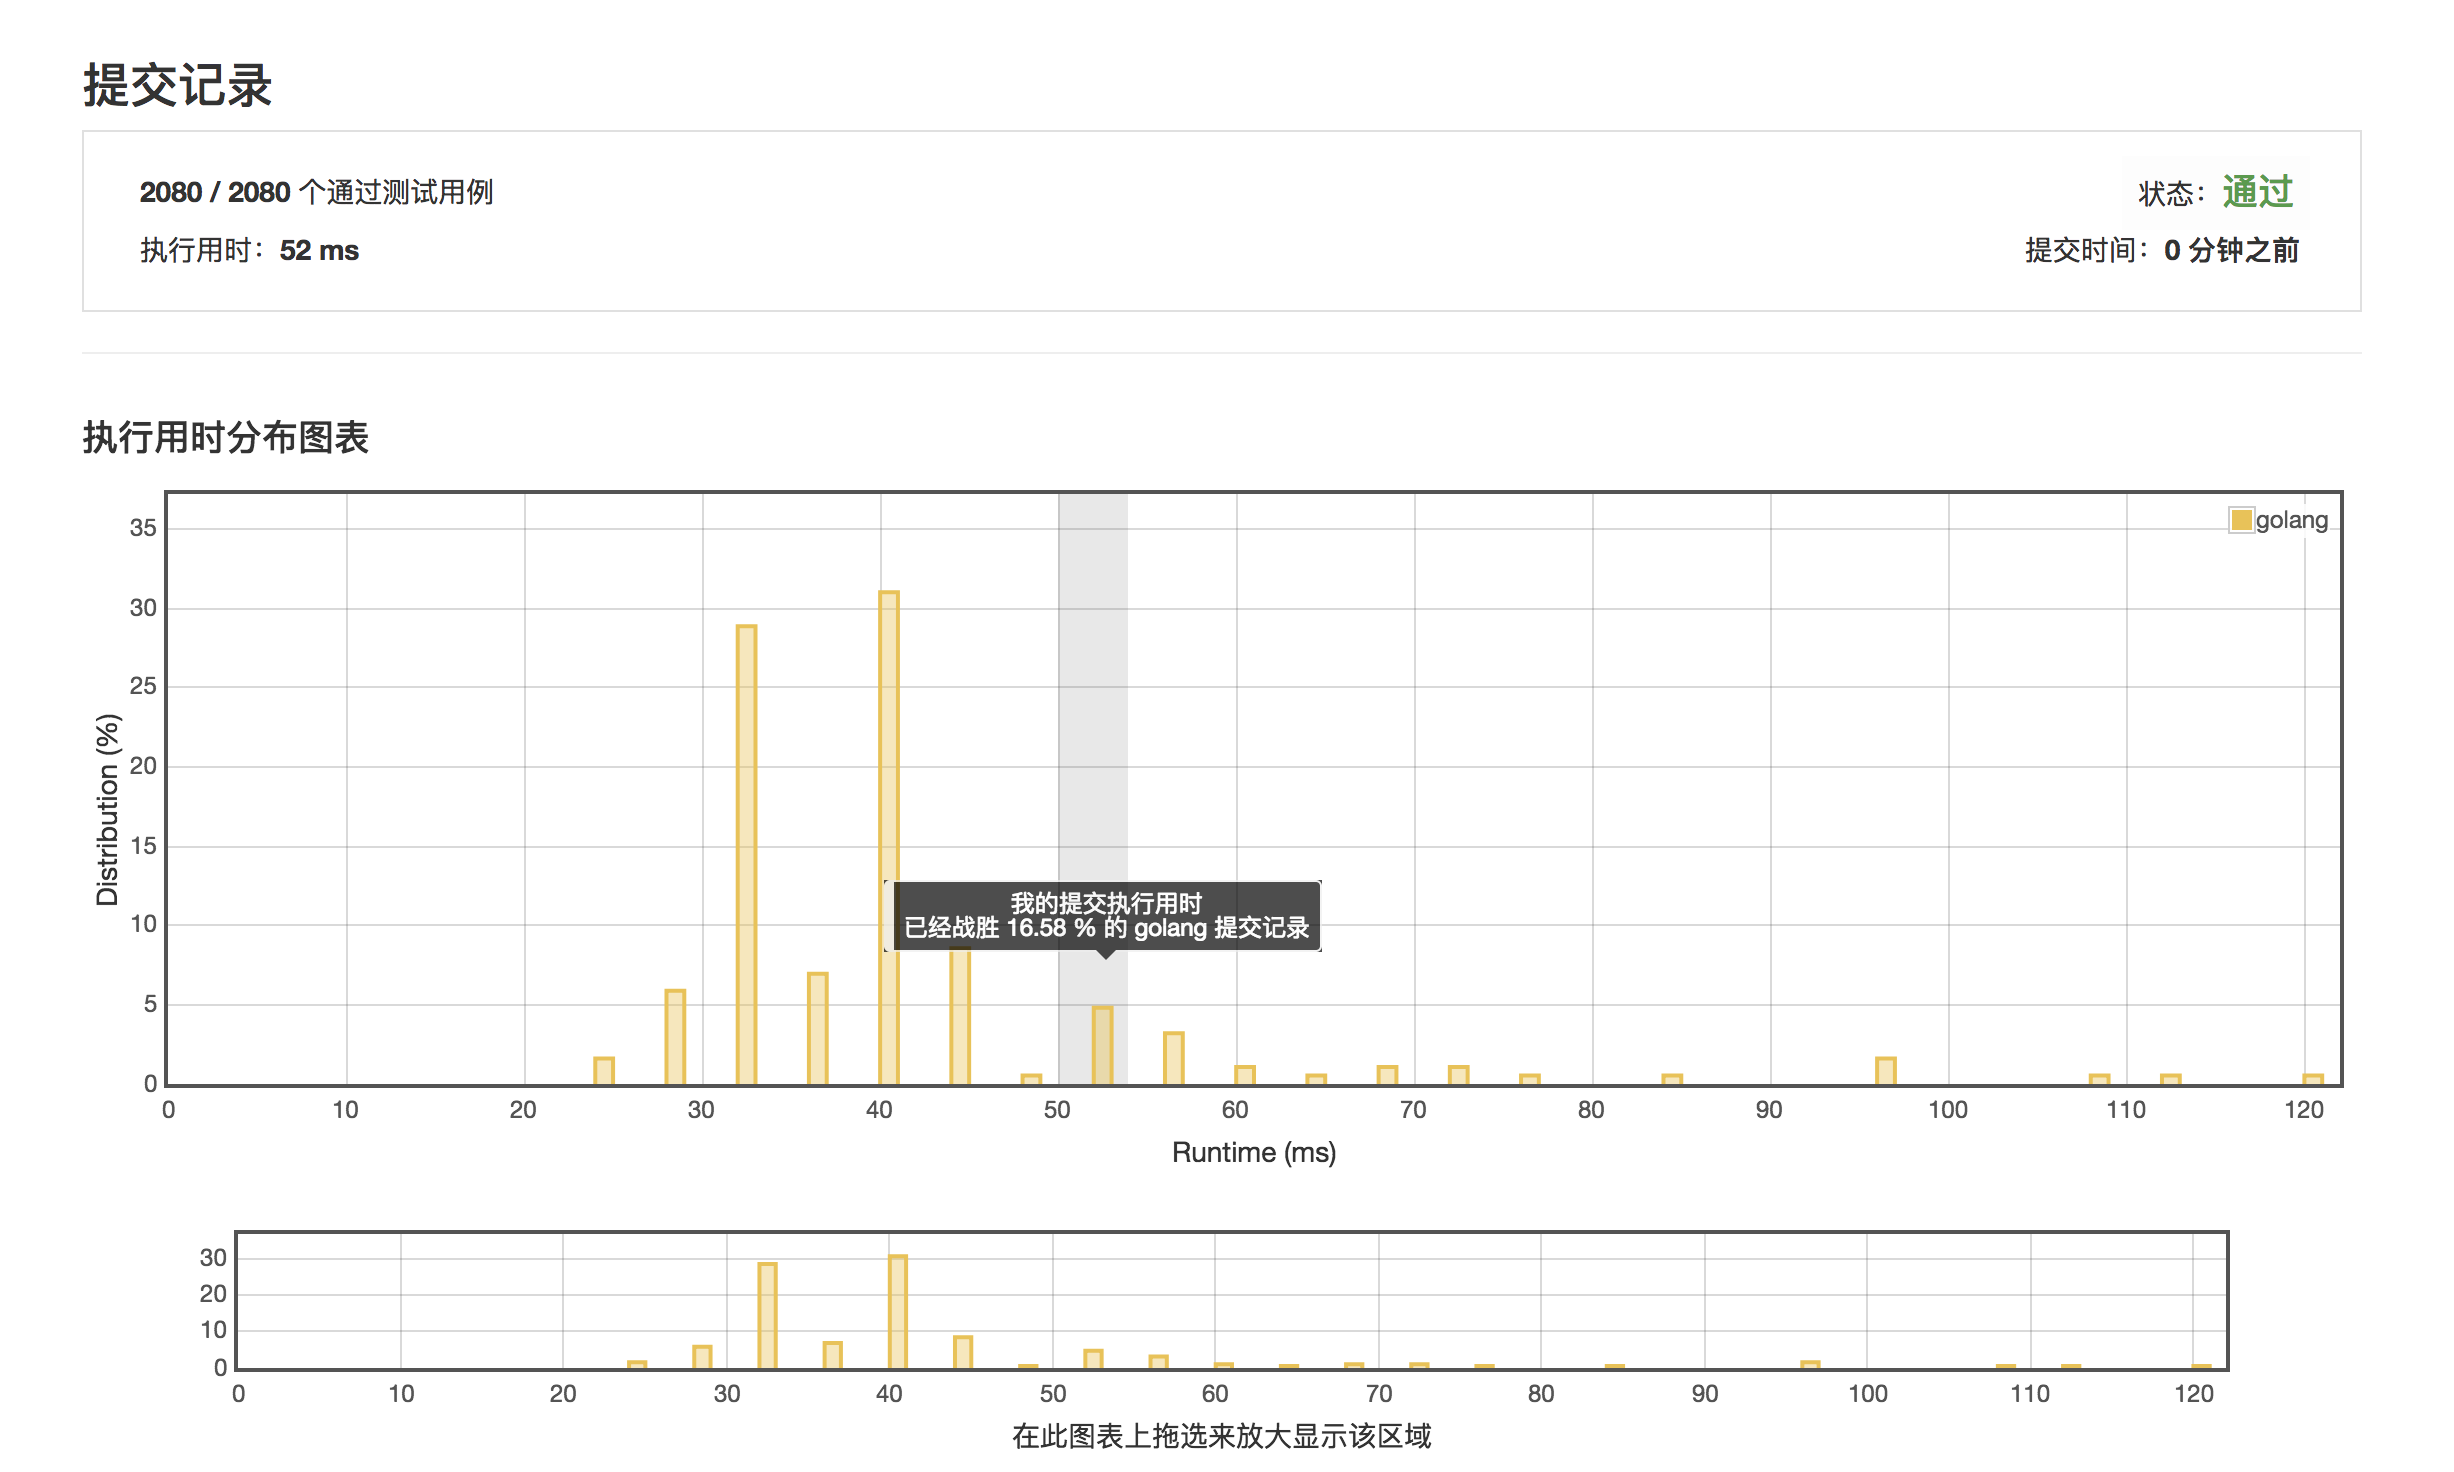 提交记录
2080 / 2080 个通过测试用例
状态：通过
执行用时：52 ms
提交时间：0 分钟之前
执行用时分布图表
golang
35
30
25
20
15
10
5
0
Distribution (%)
我的提交执行用时
已经战胜 16.58 % 的 golang 提交记录
0 10 20 30 40 50 60 70 80 90 100 110 120
Runtime (ms)
30
20
10
0
0 10 20 30 40 50 60 70 80 90 100 110 120
在此图表上拖选来放大显示该区域